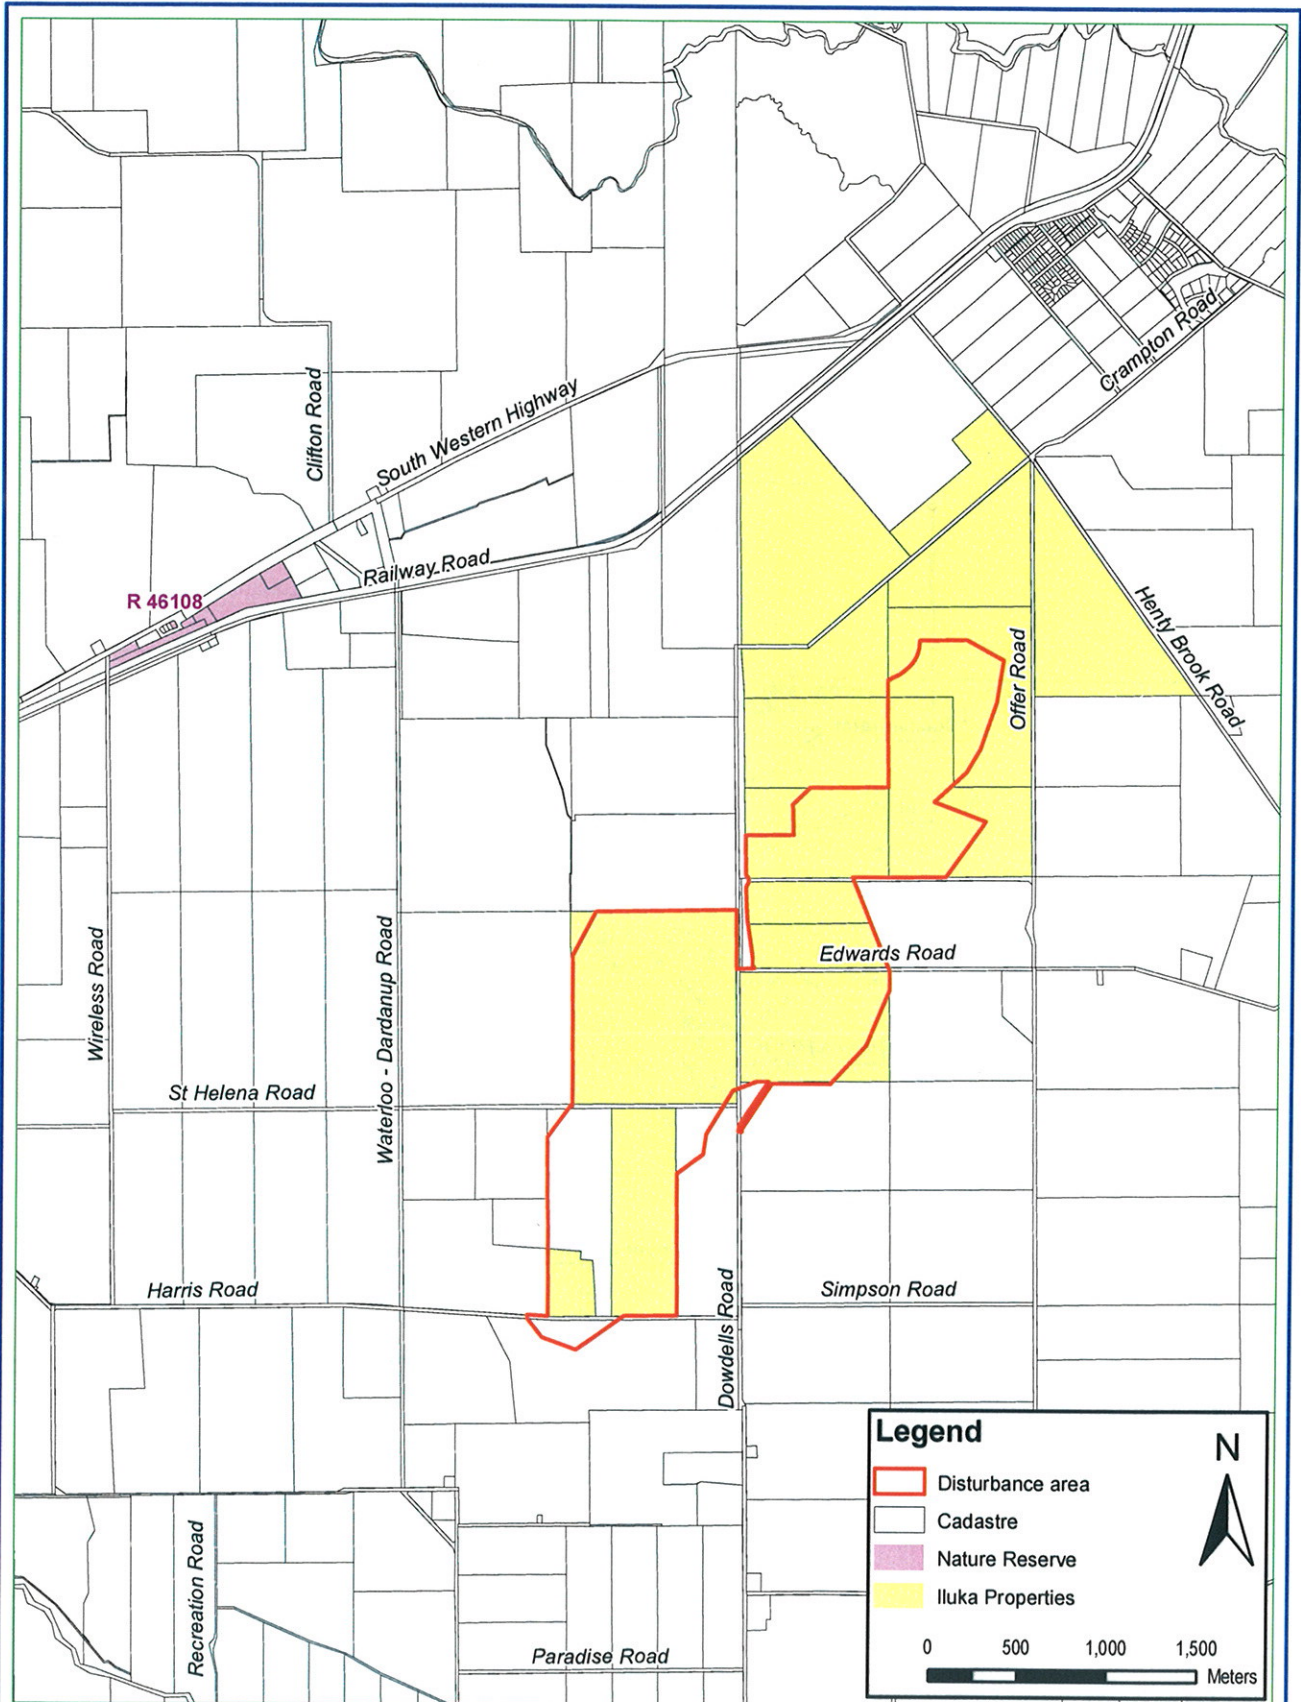 Crampton Road
Clifton Road
South Western Highway
Railway Road
R 46108
Henty Brook Road
Offer Road
Wireless Road
Waterloo - Dardanup Road
Edwards Road
St Helena Road
Harris Road
Dowdells Road
Simpson Road
Recreation Road
Paradise Road
Legend
N
Disturbance area
Cadastre
Nature Reserve
Iluka Properties
0 500 1,000 1,500
Meters